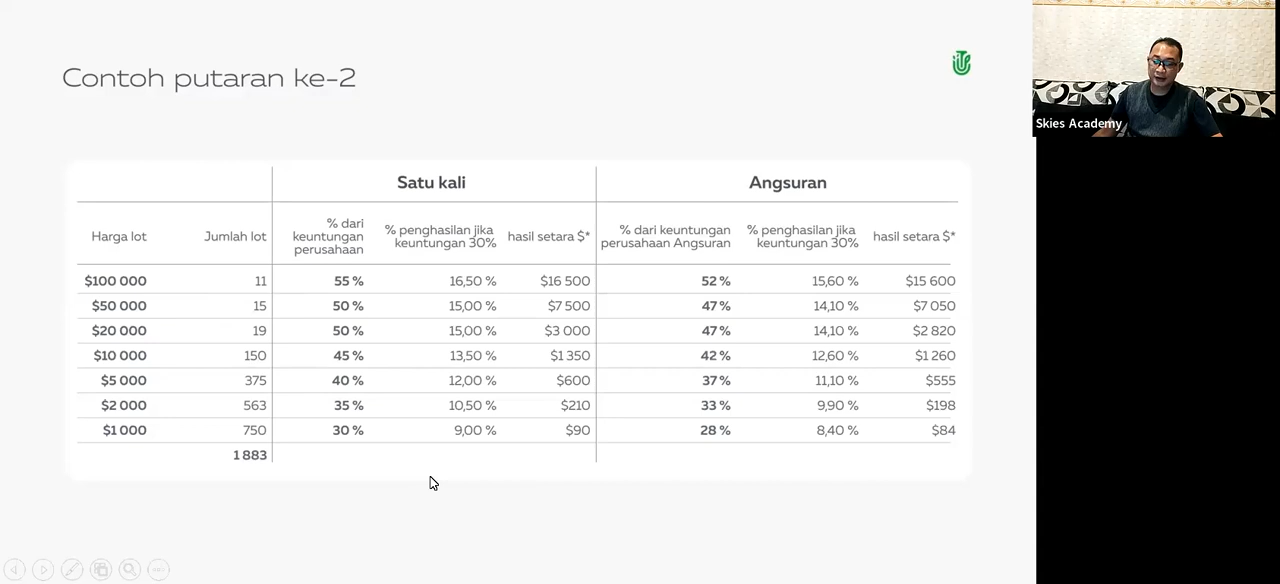 Contoh putaran ke-2
Skies Academy
Satu kali Angsuran
Harga lot Jumlah lot % dari keuntungan perusahaan % penghasilan jika keuntungan 30% hasil setara $* % dari keuntungan perusahaan Angsuran % penghasilan jika keuntungan 30% hasil setara $*
$100 000 11 55 % 16,50 % $16 500 52 % 15,60 % $15 600
$50 000 15 50 % 15,00 % $7 500 47 % 14,10 % $7 050
$20 000 19 50 % 15,00 % $3 000 47 % 14,10 % $2 820
$10 000 150 45 % 13,50 % $1 350 42 % 12,60 % $1 260
$5 000 375 40 % 12,00 % $600 37 % 11,10 % $555
$2 000 563 35 % 10,50 % $210 33 % 9,90 % $198
$1 000 750 30 % 9,00 % $90 28 % 8,40 % $84
1 883